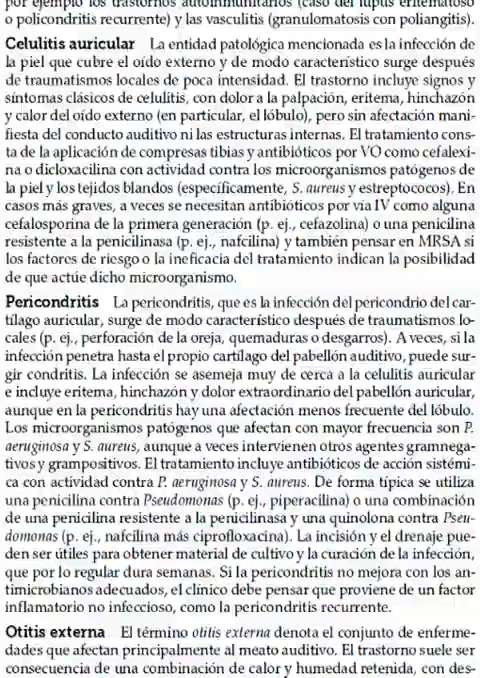 por ejemplo los trastornos autoinmunitarios (caso del lupus eritematoso
o policondritis recurrente) y las vasculitis (granulomatosis con poliangitis).
Celulitis auricular La entidad patológica mencionada es la infección de
la piel que cubre el oído externo y de modo característico surge después
de traumatismos locales de poca intensidad. El trastorno incluye signos y
síntomas clásicos de celulitis, con dolor a la palpación, eritema, hinchazón
y calor del oído externo (en particular, el lóbulo), pero sin afectación mani-
fiesta del conducto auditivo ni las estructuras internas. El tratamiento cons-
ta de la aplicación de compresas tibias y antibióticos por VO como cefalexi-
na o dicloxacilina con actividad contra los microorganismos patógenos de
la piel y los tejidos blandos (específicamente, S. aureus y estreptococos). En
casos más graves, a veces se necesitan antibióticos por vía IV como alguna
cefalosporina de la primera generación (p. ej., cefazolina) o una penicilina
resistente a la penicilinasa (p. ej., nafcilina) y también pensar en MRSA si
los factores de riesgo o la ineficacia del tratamiento indican la posibilidad
de que actúe dicho microorganismo.
Pericondritis La pericondritis, que es la infección del pericondrio del car-
tílago auricular, surge de modo característico después de traumatismos lo-
cales (p. ej., perforación de la oreja, quemaduras o desgarros). A veces, si la
infección penetra hasta el propio cartílago del pabellón auditivo, puede sur-
gir condritis. La infección se asemeja muy de cerca a la celulitis auricular
e incluye eritema, hinchazón y dolor extraordinario del pabellón auricular,
aunque en la pericondritis hay una afectación menos frecuente del lóbulo.
Los microorganismos patógenos que afectan con mayor frecuencia son P.
aeruginosa y S. aureus, aunque a veces intervienen otros agentes gramnega-
tivos y grampositivos. El tratamiento incluye antibióticos de acción sistémi-
ca con actividad contra P. aeruginosa y S. aureus. De forma típica se utiliza
una penicilina contra Pseudomonas (p. ej., piperacilina) o una combinación
de una penicilina resistente a la penicilinasa y una quinolona contra Pseu-
domonas (p. ej., nafcilina más ciprofloxacina). La incisión y el drenaje pue-
den ser útiles para obtener material de cultivo y la curación de la infección,
que por lo regular dura semanas. Si la pericondritis no mejora con los an-
timicrobianos adecuados, el clínico debe pensar que proviene de un factor
inflamatorio no infeccioso, como la pericondritis recurrente.
Otitis externa El término otitis externa denota el conjunto de enferme-
dades que afectan principalmente al meato auditivo. El trastorno suele ser
consecuencia de una combinación de calor y humedad retenida, con des-